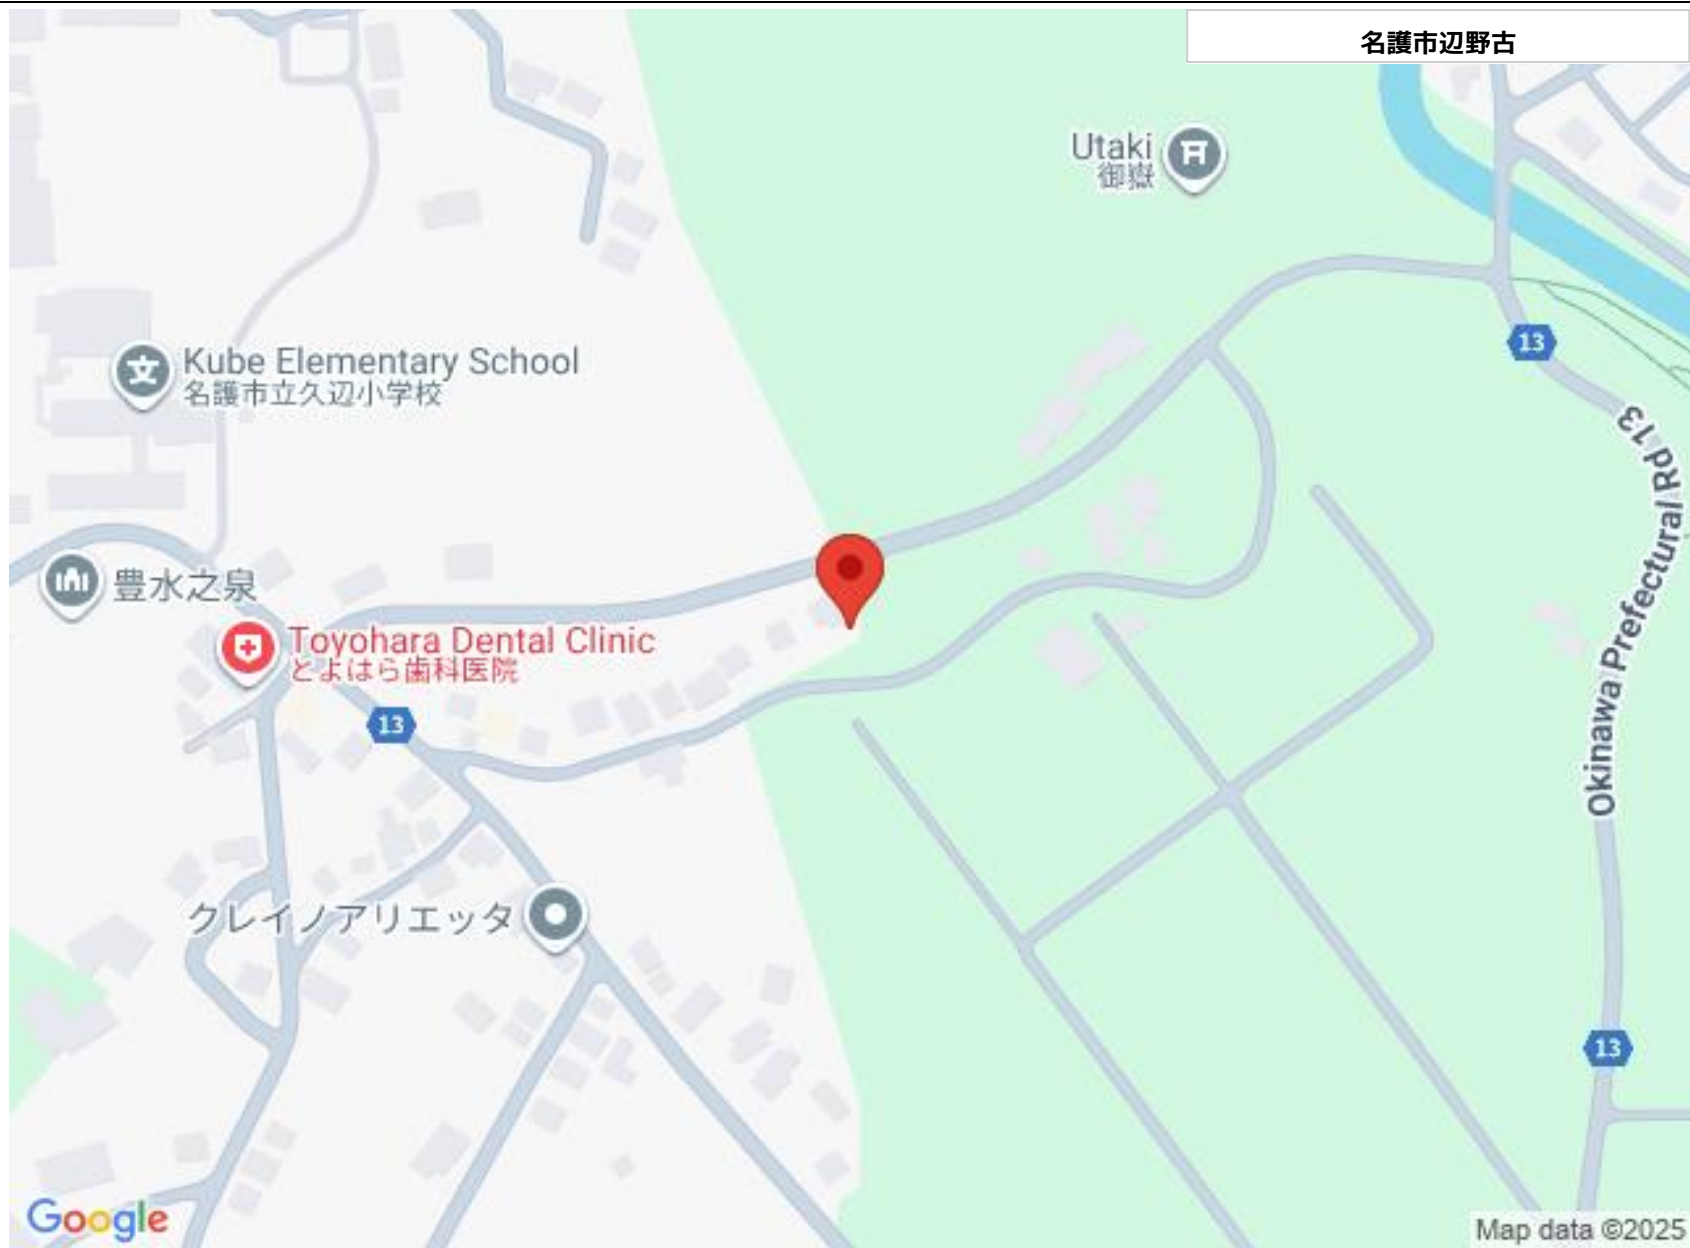 名護市辺野古
Utaki
御嶽
Kube Elementary School
名護市立久辺小学校
13
Okinawa Prefectural Rd 13
豊水之泉
Toyohara Dental Clinic
とよはら歯科医院
13
クレイノアリエッタ
13
Google
Map data ©2025